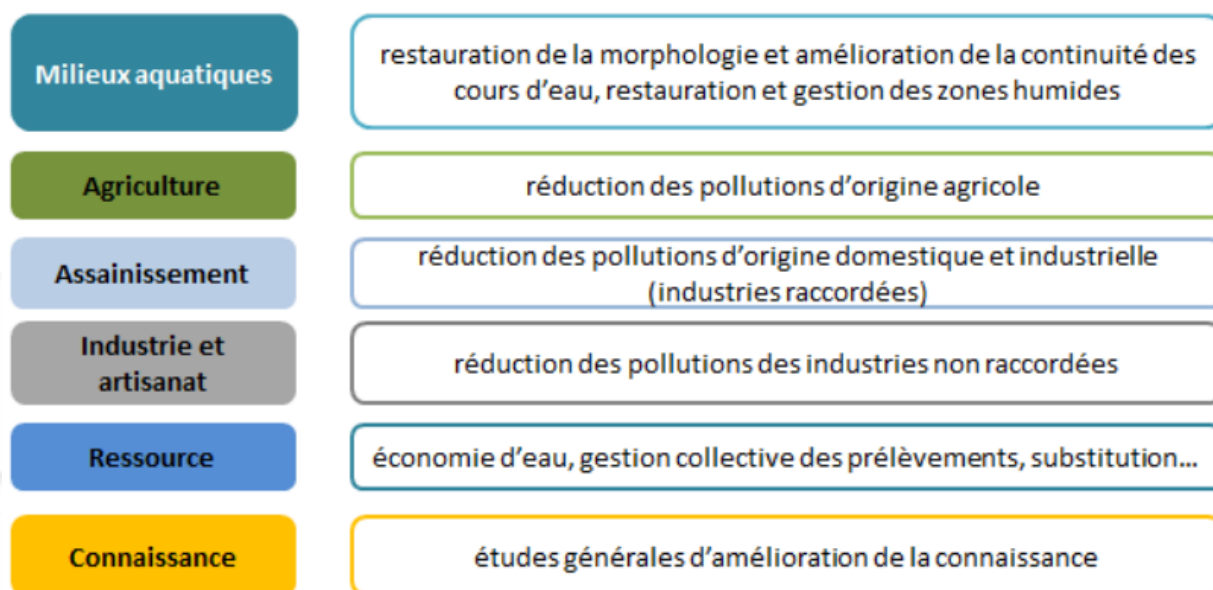 Milieux aquatiques
restauration de la morphologie et amélioration de la continuité des
cours d'eau, restauration et gestion des zones humides
Agriculture
réduction des pollutions d'origine agricole
Assainissement
réduction des pollutions d'origine domestique et industrielle
(industries raccordées)
Industrie et
artisanat
réduction des pollutions des industries non raccordées
Ressource
économie d'eau, gestion collective des prélèvements, substitution...
Connaissance
études générales d'amélioration de la connaissance